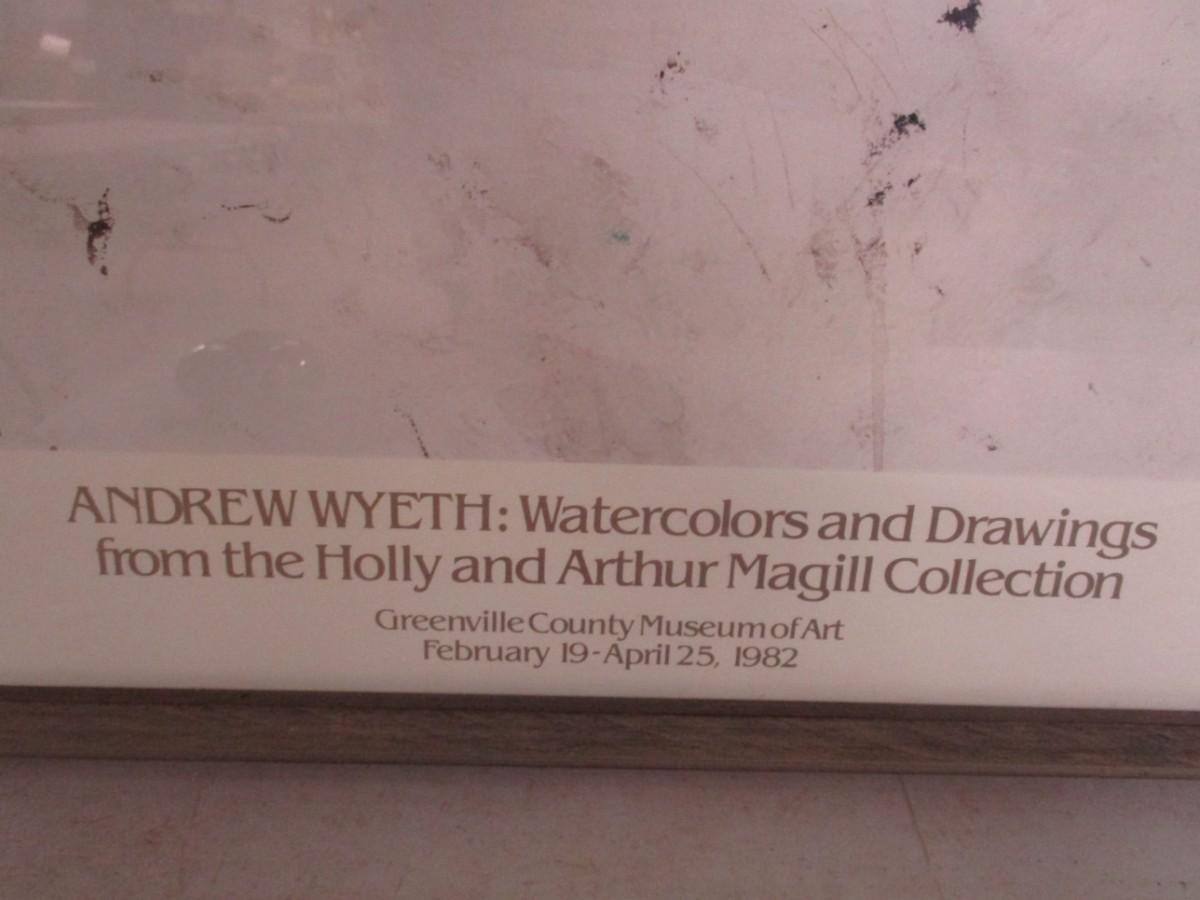 ANDREW WYETH: Watercolors and Drawings
from the Holly and Arthur Magill Collection
Greenville County Museum of Art
February 19-April 25, 1982